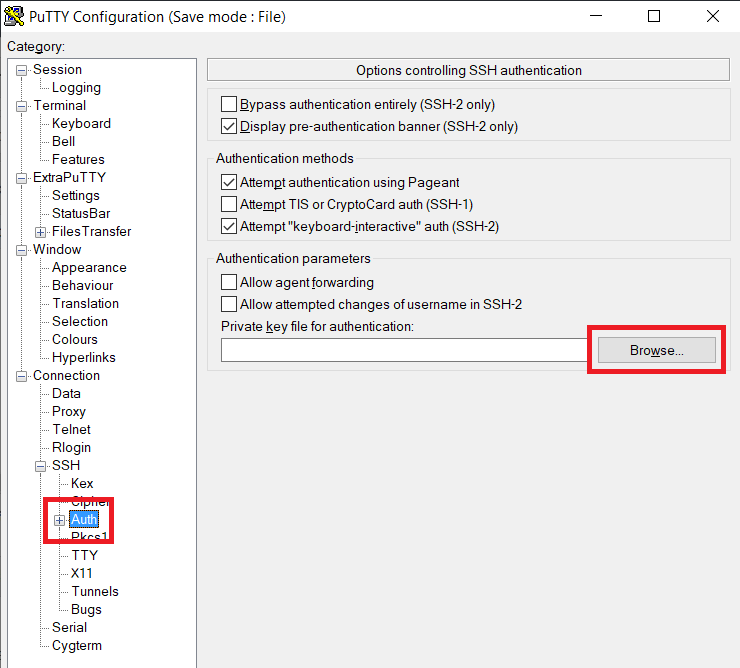 PuTTY Configuration (Save mode : File)
Category:
Session
Logging
Terminal
Keyboard
Bell
Features
ExtraPuTTY
Settings
StatusBar
FilesTransfer
Window
Appearance
Behaviour
Translation
Selection
Colours
Hyperlinks
Connection
Data
Proxy
Telnet
Rlogin
SSH
Kex
Cipher
Auth
Pkcs1
TTY
X11
Tunnels
Bugs
Serial
Cygterm
Options controlling SSH authentication
Bypass authentication entirely (SSH-2 only)
Display pre-authentication banner (SSH-2 only)
Authentication methods
Attempt authentication using Pageant
Attempt TIS or CryptoCard auth (SSH-1)
Attempt "keyboard-interactive" auth (SSH-2)
Authentication parameters
Allow agent forwarding
Allow attempted changes of username in SSH-2
Private key file for authentication:
Browse...